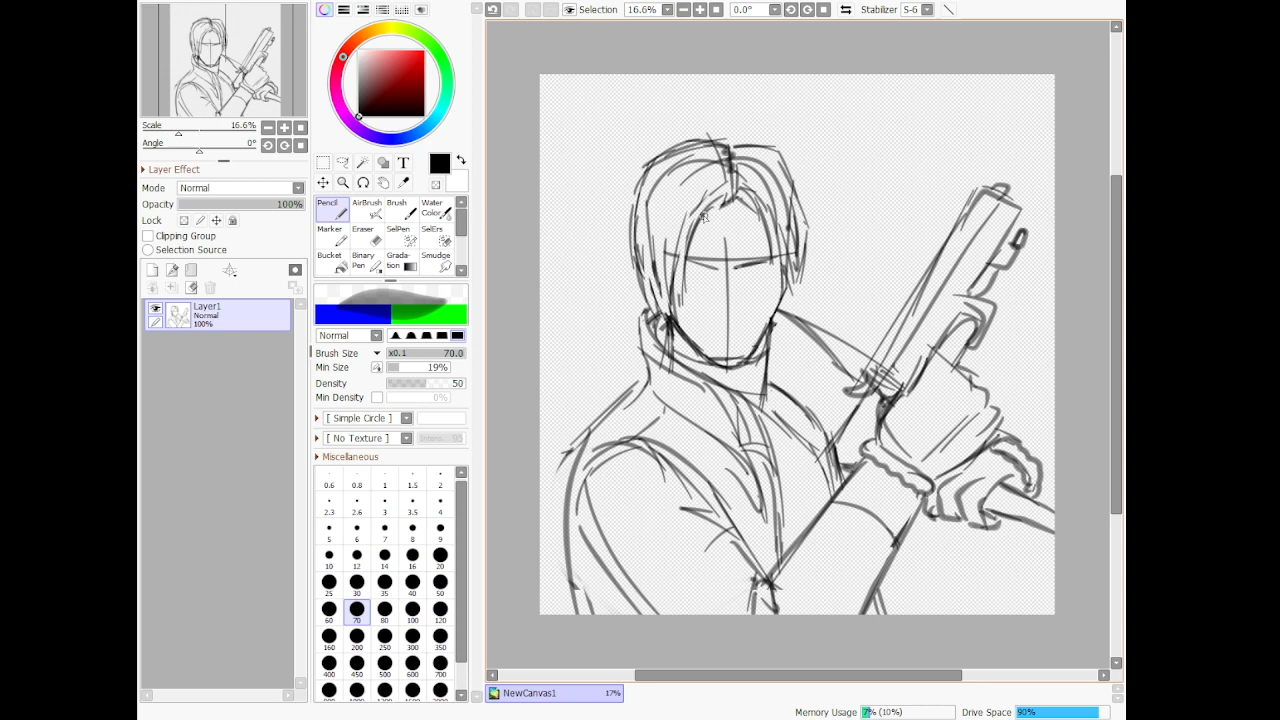 Selection 16.6% 0.0° Stabilizer S-6
Scale 16.6%
Angle 0°
Layer Effect
Mode Normal
Opacity 100%
Lock
Clipping Group
Selection Source
Layer1
Normal
100%
T
Pencil AirBrush Brush Water Color
Marker Eraser SelPen SelErs
Bucket Binary Pen Grada-tion Smudge
Normal
Brush Size x0.1 70.0
Min Size 19%
Density 50
Min Density 0%
[ Simple Circle ]
[ No Texture ] Intens. 95
Miscellaneous
0.6 0.8 1 1.5 2
2.3 2.6 3 3.5 4
5 6 7 8 9
10 12 14 16 20
25 30 35 40 50
60 70 80 100 120
160 200 250 300 350
400 450 500 600 700
NewCanvas1 17%
Memory Usage 7% (10%) Drive Space 90%